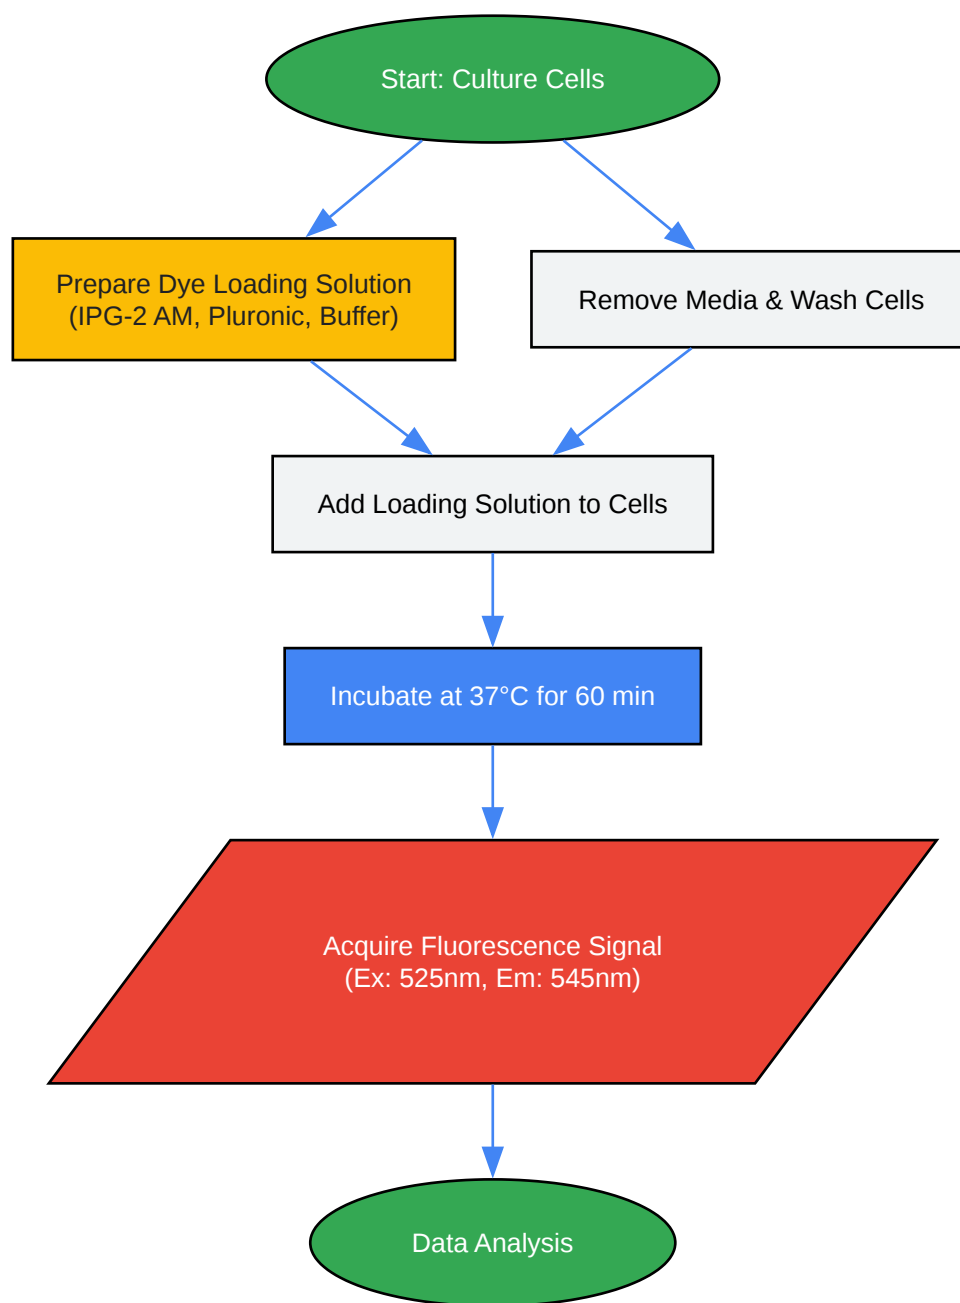 Start: Culture Cells
Prepare Dye Loading Solution
(IPG-2 AM, Pluronic, Buffer)
Remove Media & Wash Cells
Add Loading Solution to Cells
Incubate at 37°C for 60 min
Acquire Fluorescence Signal
(Ex: 525nm, Em: 545nm)
Data Analysis